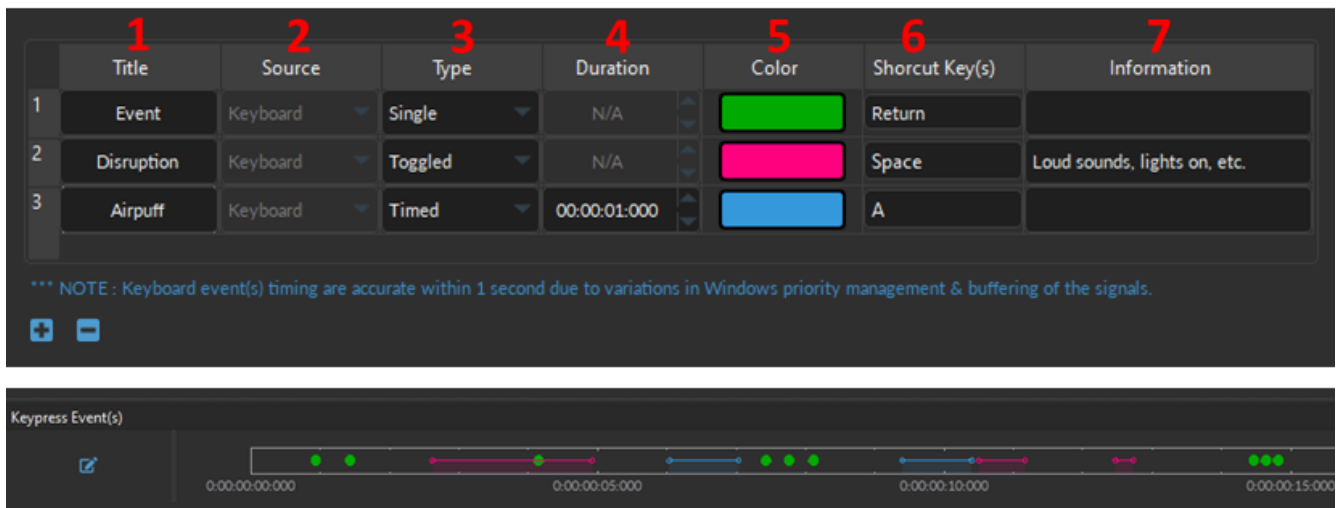 1 2 3 4 5 6 7
Title Source Type Duration Color Shorcut Key(s) Information
1 Event Keyboard Single N/A Return
2 Disruption Keyboard Toggled N/A Space Loud sounds, lights on, etc.
3 Airpuff Keyboard Timed 00:00:01:000 A
*** NOTE : Keyboard event(s) timing are accurate within 1 second due to variations in Windows priority management & buffering of the signals.
Keypress Event(s)
0:00:00:00:000 0:00:00:05:000 0:00:00:10:000 0:00:00:15:000